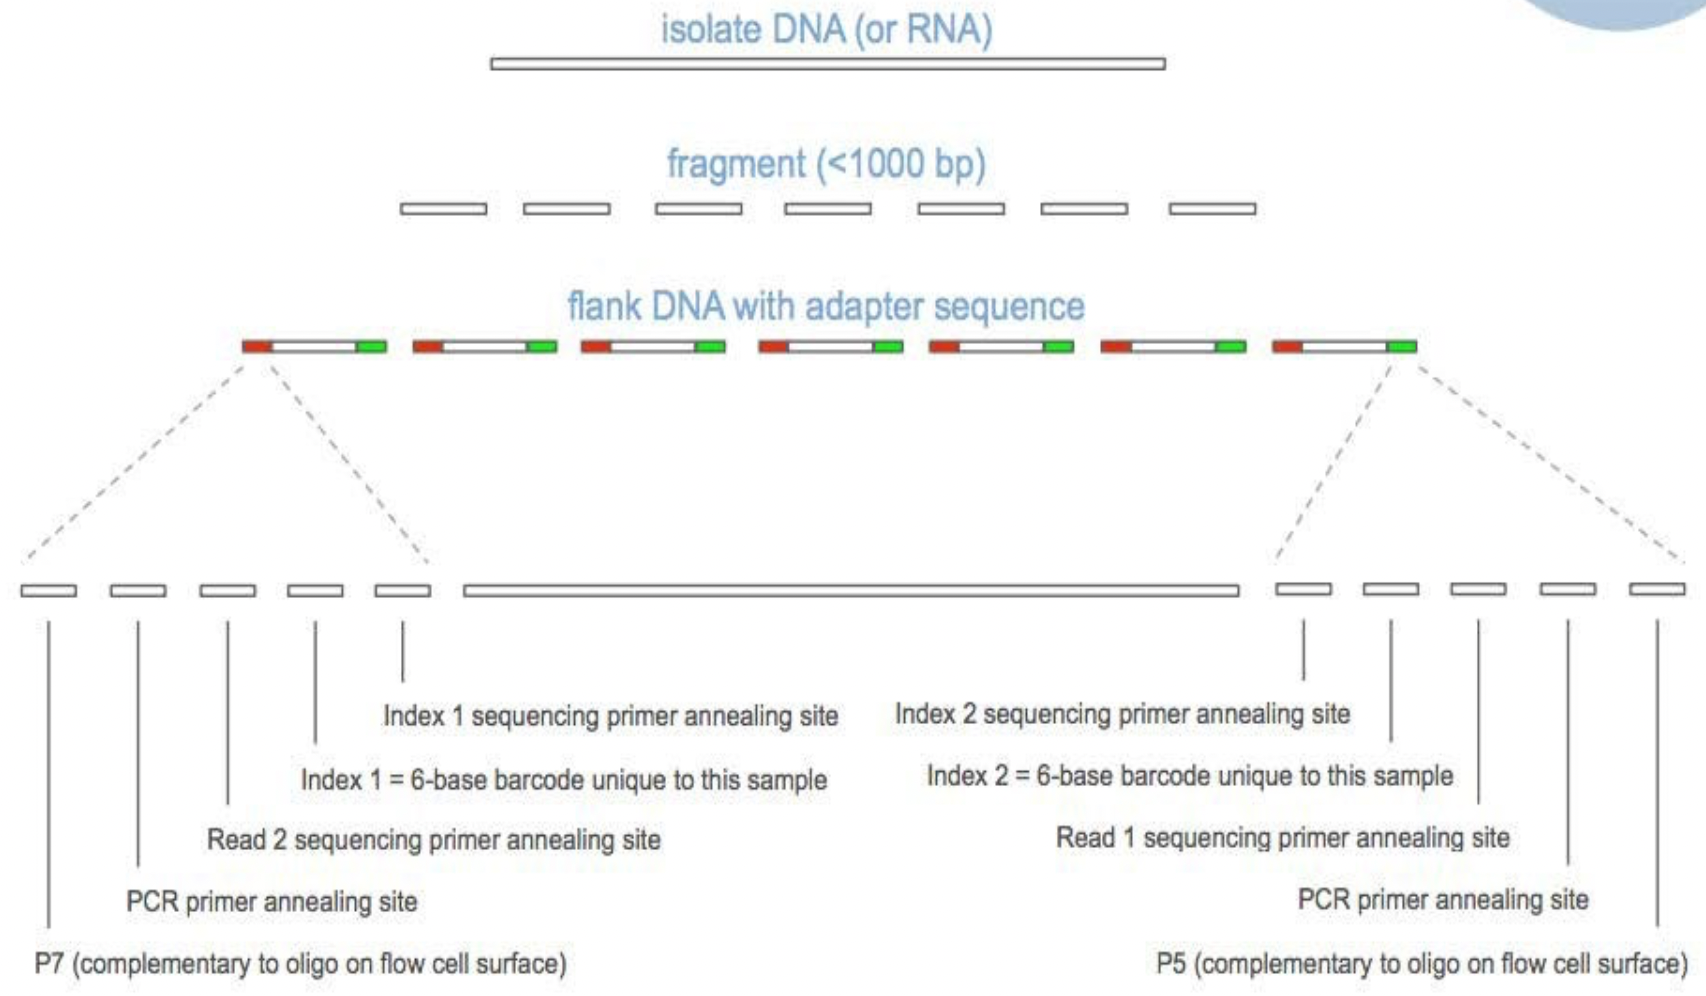 isolate DNA (or RNA)
fragment (<1000 bp)
flank DNA with adapter sequence
Index 1 sequencing primer annealing site
Index 2 sequencing primer annealing site
Index 1 = 6-base barcode unique to this sample
Index 2 = 6-base barcode unique to this sample
Read 2 sequencing primer annealing site
Read 1 sequencing primer annealing site
PCR primer annealing site
PCR primer annealing site
P7 (complementary to oligo on flow cell surface)
P5 (complementary to oligo on flow cell surface)